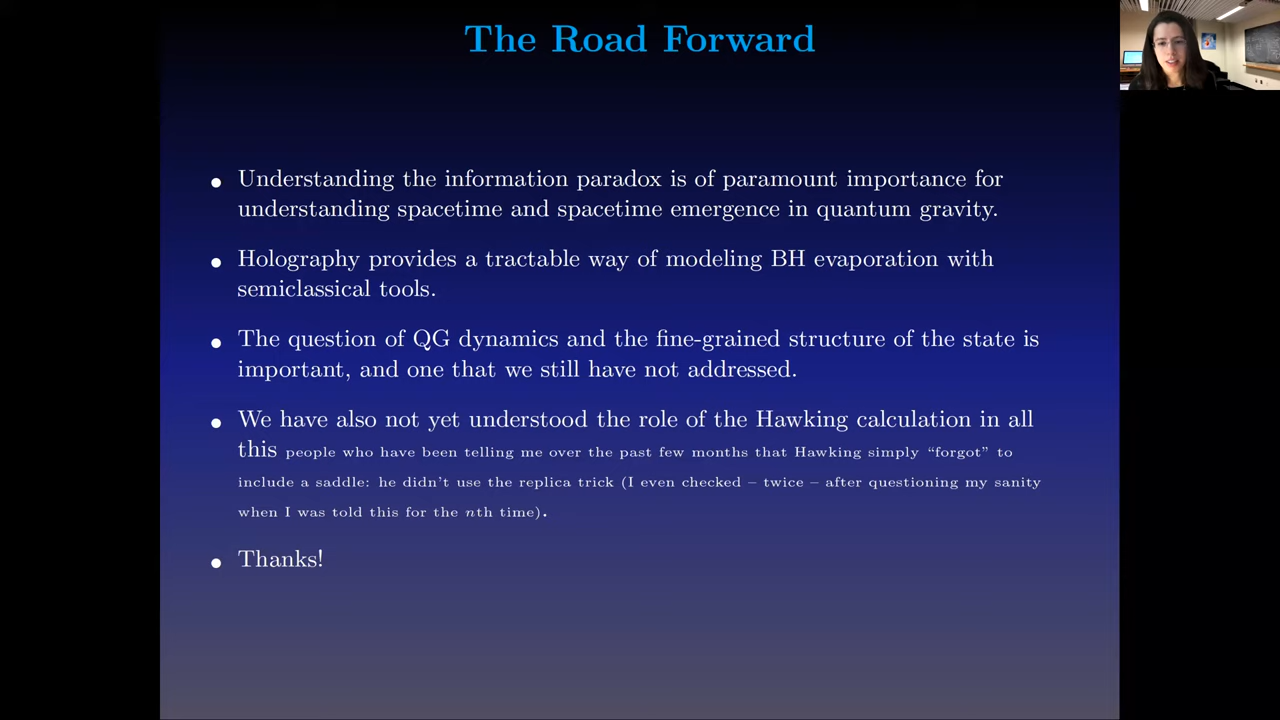 The Road Forward
• Understanding the information paradox is of paramount importance for
understanding spacetime and spacetime emergence in quantum gravity.
• Holography provides a tractable way of modeling BH evaporation with
semiclassical tools.
• The question of QG dynamics and the fine-grained structure of the state is
important, and one that we still have not addressed.
• We have also not yet understood the role of the Hawking calculation in all
this people who have been telling me over the past few months that Hawking simply “forgot” to
include a saddle: he didn’t use the replica trick (I even checked – twice – after questioning my sanity
when I was told this for the nth time).
• Thanks!